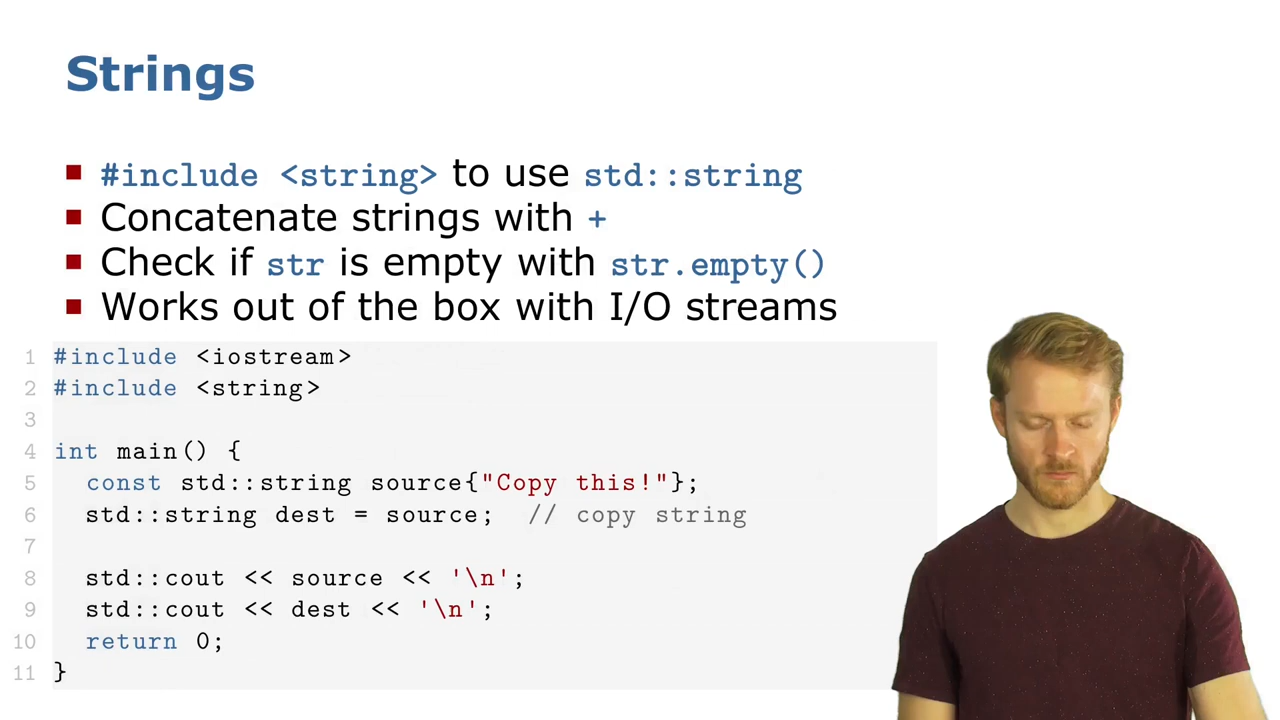 Strings
#include <string> to use std::string
Concatenate strings with +
Check if str is empty with str.empty()
Works out of the box with I/O streams
1 #include <iostream>
2 #include <string>
3
4 int main() {
5   const std::string source{"Copy this!"};
6   std::string dest = source;  // copy string
7
8   std::cout << source << '\n';
9   std::cout << dest << '\n';
10   return 0;
11 }